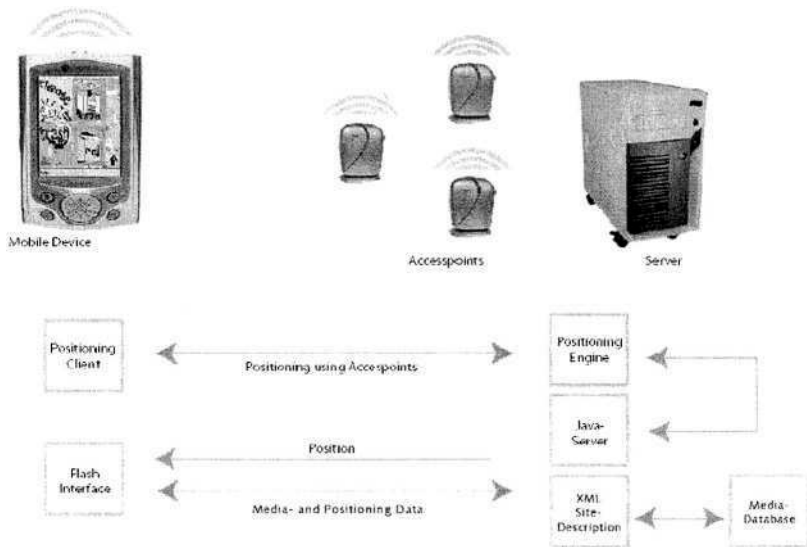 Mobile Device
Accesspoints
Server
Positioning
Client
Positioning using Accespoints
Positioning
Engine
Java-
Server
Position
Flash
Interface
Media- and Positioning Data
XML
Site-
Description
Media-
Database